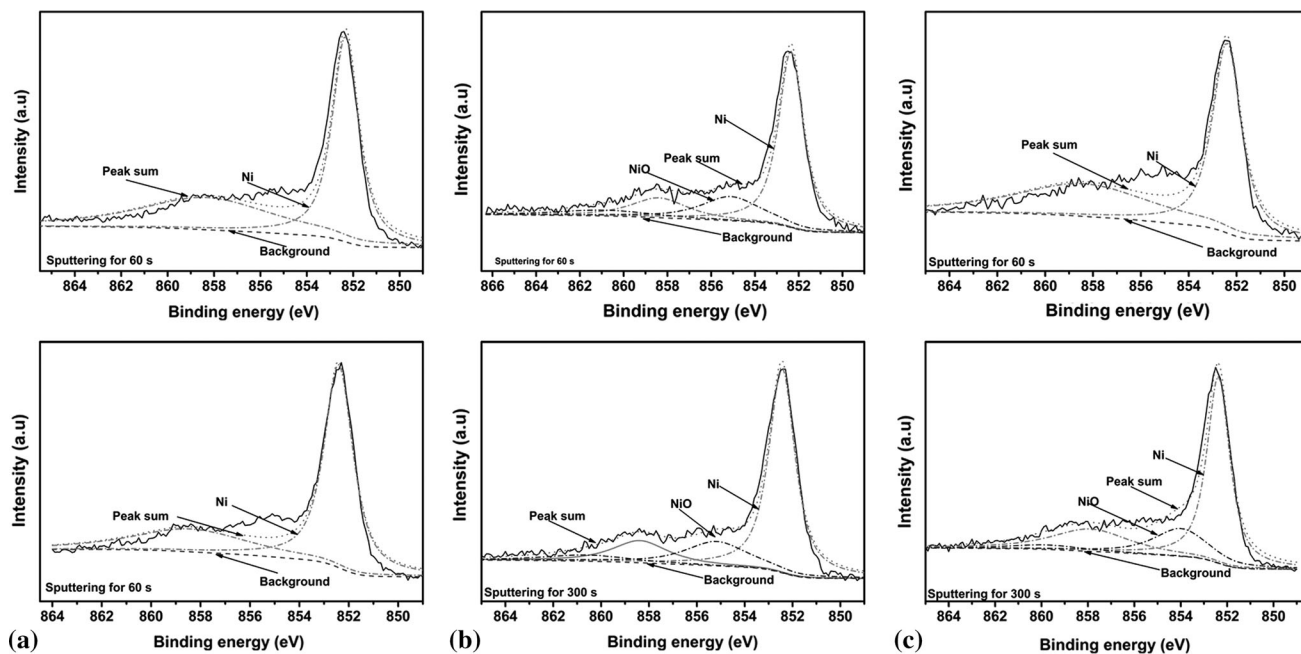 Intensity (a.u)
Peak sum
Ni
Background
Sputtering for 60 s
864 862 860 858 856 854 852 850
Binding energy (eV)
Intensity (a.u)
Ni
Peak sum
NiO
Background
Sputtering for 60 s
866 864 862 860 858 856 854 852 850
Binding energy (eV)
Intensity (a.u)
Ni
Peak sum
Background
Sputtering for 60 s
864 862 860 858 856 854 852 850
Binding energy (eV)
Intensity (a.u)
Ni
Peak sum
Background
Sputtering for 60 s
864 862 860 858 856 854 852 850
Binding energy (eV)
(a)
Intensity (a.u)
Ni
NiO
Peak sum
Background
Sputtering for 300 s
864 862 860 858 856 854 852 850
Binding energy (eV)
(b)
Intensity (a.u)
Ni
Peak sum
NiO
Background
Sputtering for 300 s
864 862 860 858 856 854 852 850
Binding energy (eV)
(c)